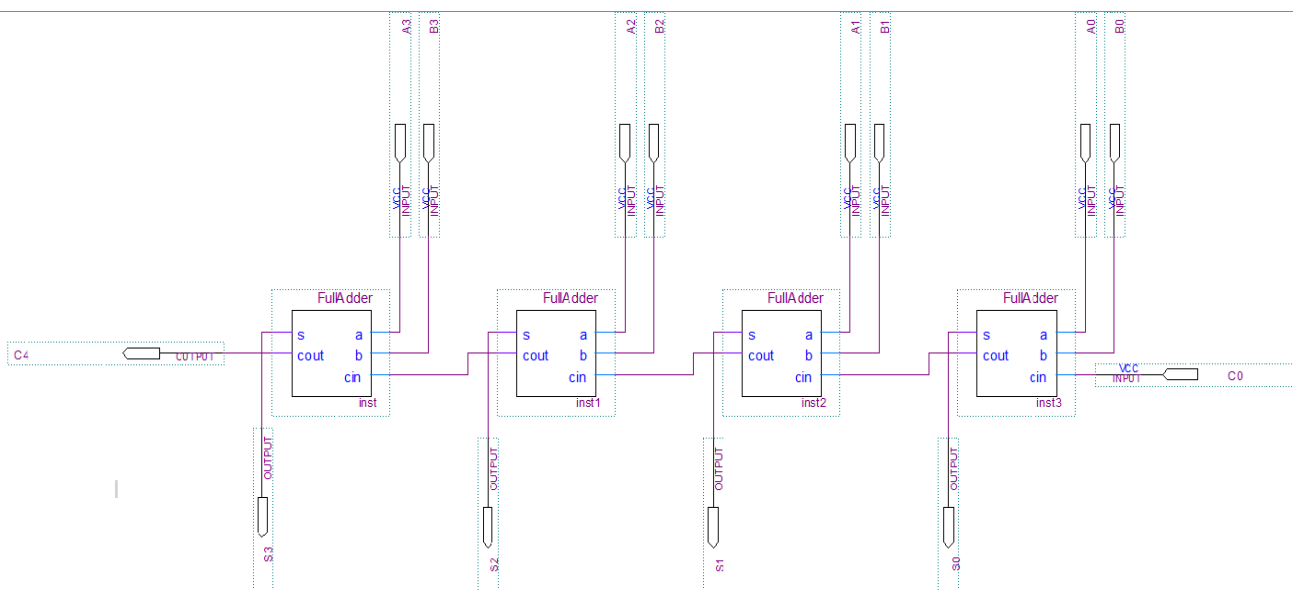 A3
B3
A2
B2
A1
B1
A0
B0
VCC
INPUT
VCC
INPUT
VCC
INPUT
VCC
INPUT
VCC
INPUT
VCC
INPUT
VCC
INPUT
VCC
INPUT
FullAdder
s a
cout b
cin
inst
FullAdder
s a
cout b
cin
inst1
FullAdder
s a
cout b
cin
inst2
FullAdder
s a
cout b
cin
inst3
C4
OUTPUT
VCC
INPUT
C0
OUTPUT
S3
OUTPUT
S2
OUTPUT
S1
OUTPUT
S0